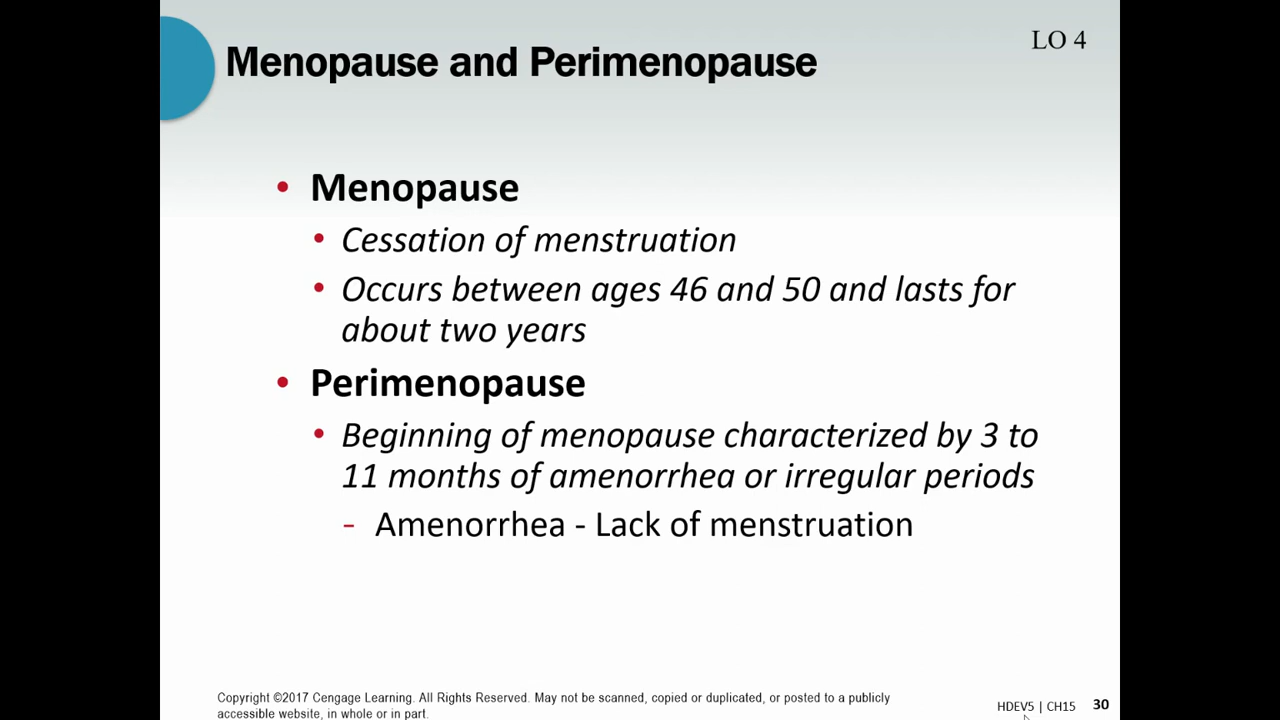 LO 4
Menopause and Perimenopause
• Menopause
• Cessation of menstruation
• Occurs between ages 46 and 50 and lasts for
about two years
• Perimenopause
• Beginning of menopause characterized by 3 to
11 months of amenorrhea or irregular periods
- Amenorrhea - Lack of menstruation
Copyright ©2017 Cengage Learning. All Rights Reserved. May not be scanned, copied or duplicated, or posted to a publicly
accessible website, in whole or in part.
HDEV5 | CH15 30